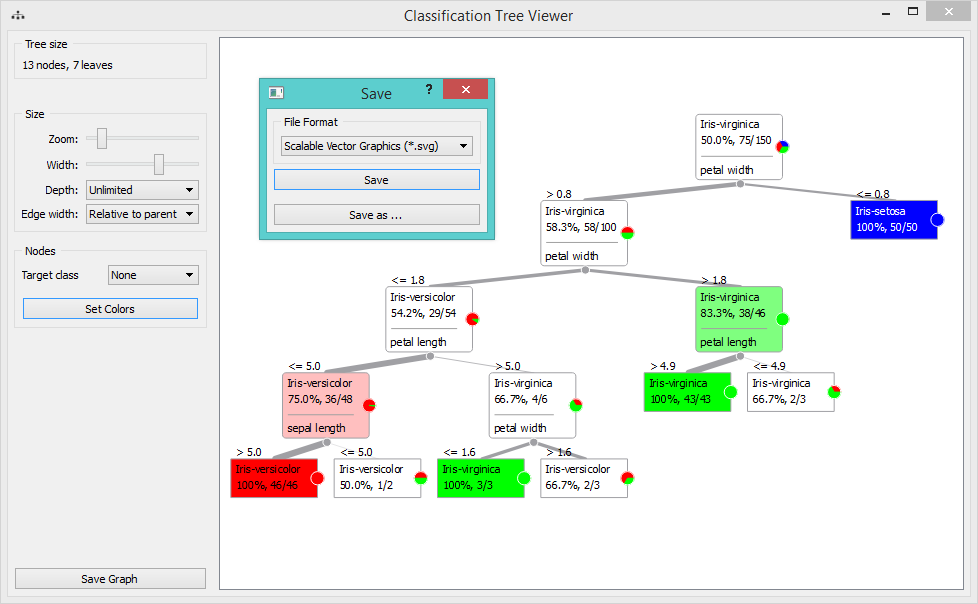 Classification Tree Viewer
Tree size
13 nodes, 7 leaves
Size
Zoom:
Width:
Depth: Unlimited
Edge width: Relative to parent
Nodes
Target class None
Set Colors
Save Graph
Save ?
File Format
Scalable Vector Graphics (*.svg)
Save
Save as ...
Iris-virginica
50.0%, 75/150
petal width
> 0.8
Iris-virginica
58.3%, 58/100
petal width
<= 0.8
Iris-setosa
100%, 50/50
<= 1.8
Iris-versicolor
54.2%, 29/54
petal length
> 1.8
Iris-virginica
83.3%, 38/46
petal length
<= 5.0
Iris-versicolor
75.0%, 36/48
sepal length
> 5.0
Iris-virginica
66.7%, 4/6
petal width
> 4.9
Iris-virginica
100%, 43/43
<= 4.9
Iris-virginica
66.7%, 2/3
> 5.0
Iris-versicolor
100%, 46/46
<= 5.0
Iris-versicolor
50.0%, 1/2
<= 1.6
Iris-virginica
100%, 3/3
> 1.6
Iris-versicolor
66.7%, 2/3